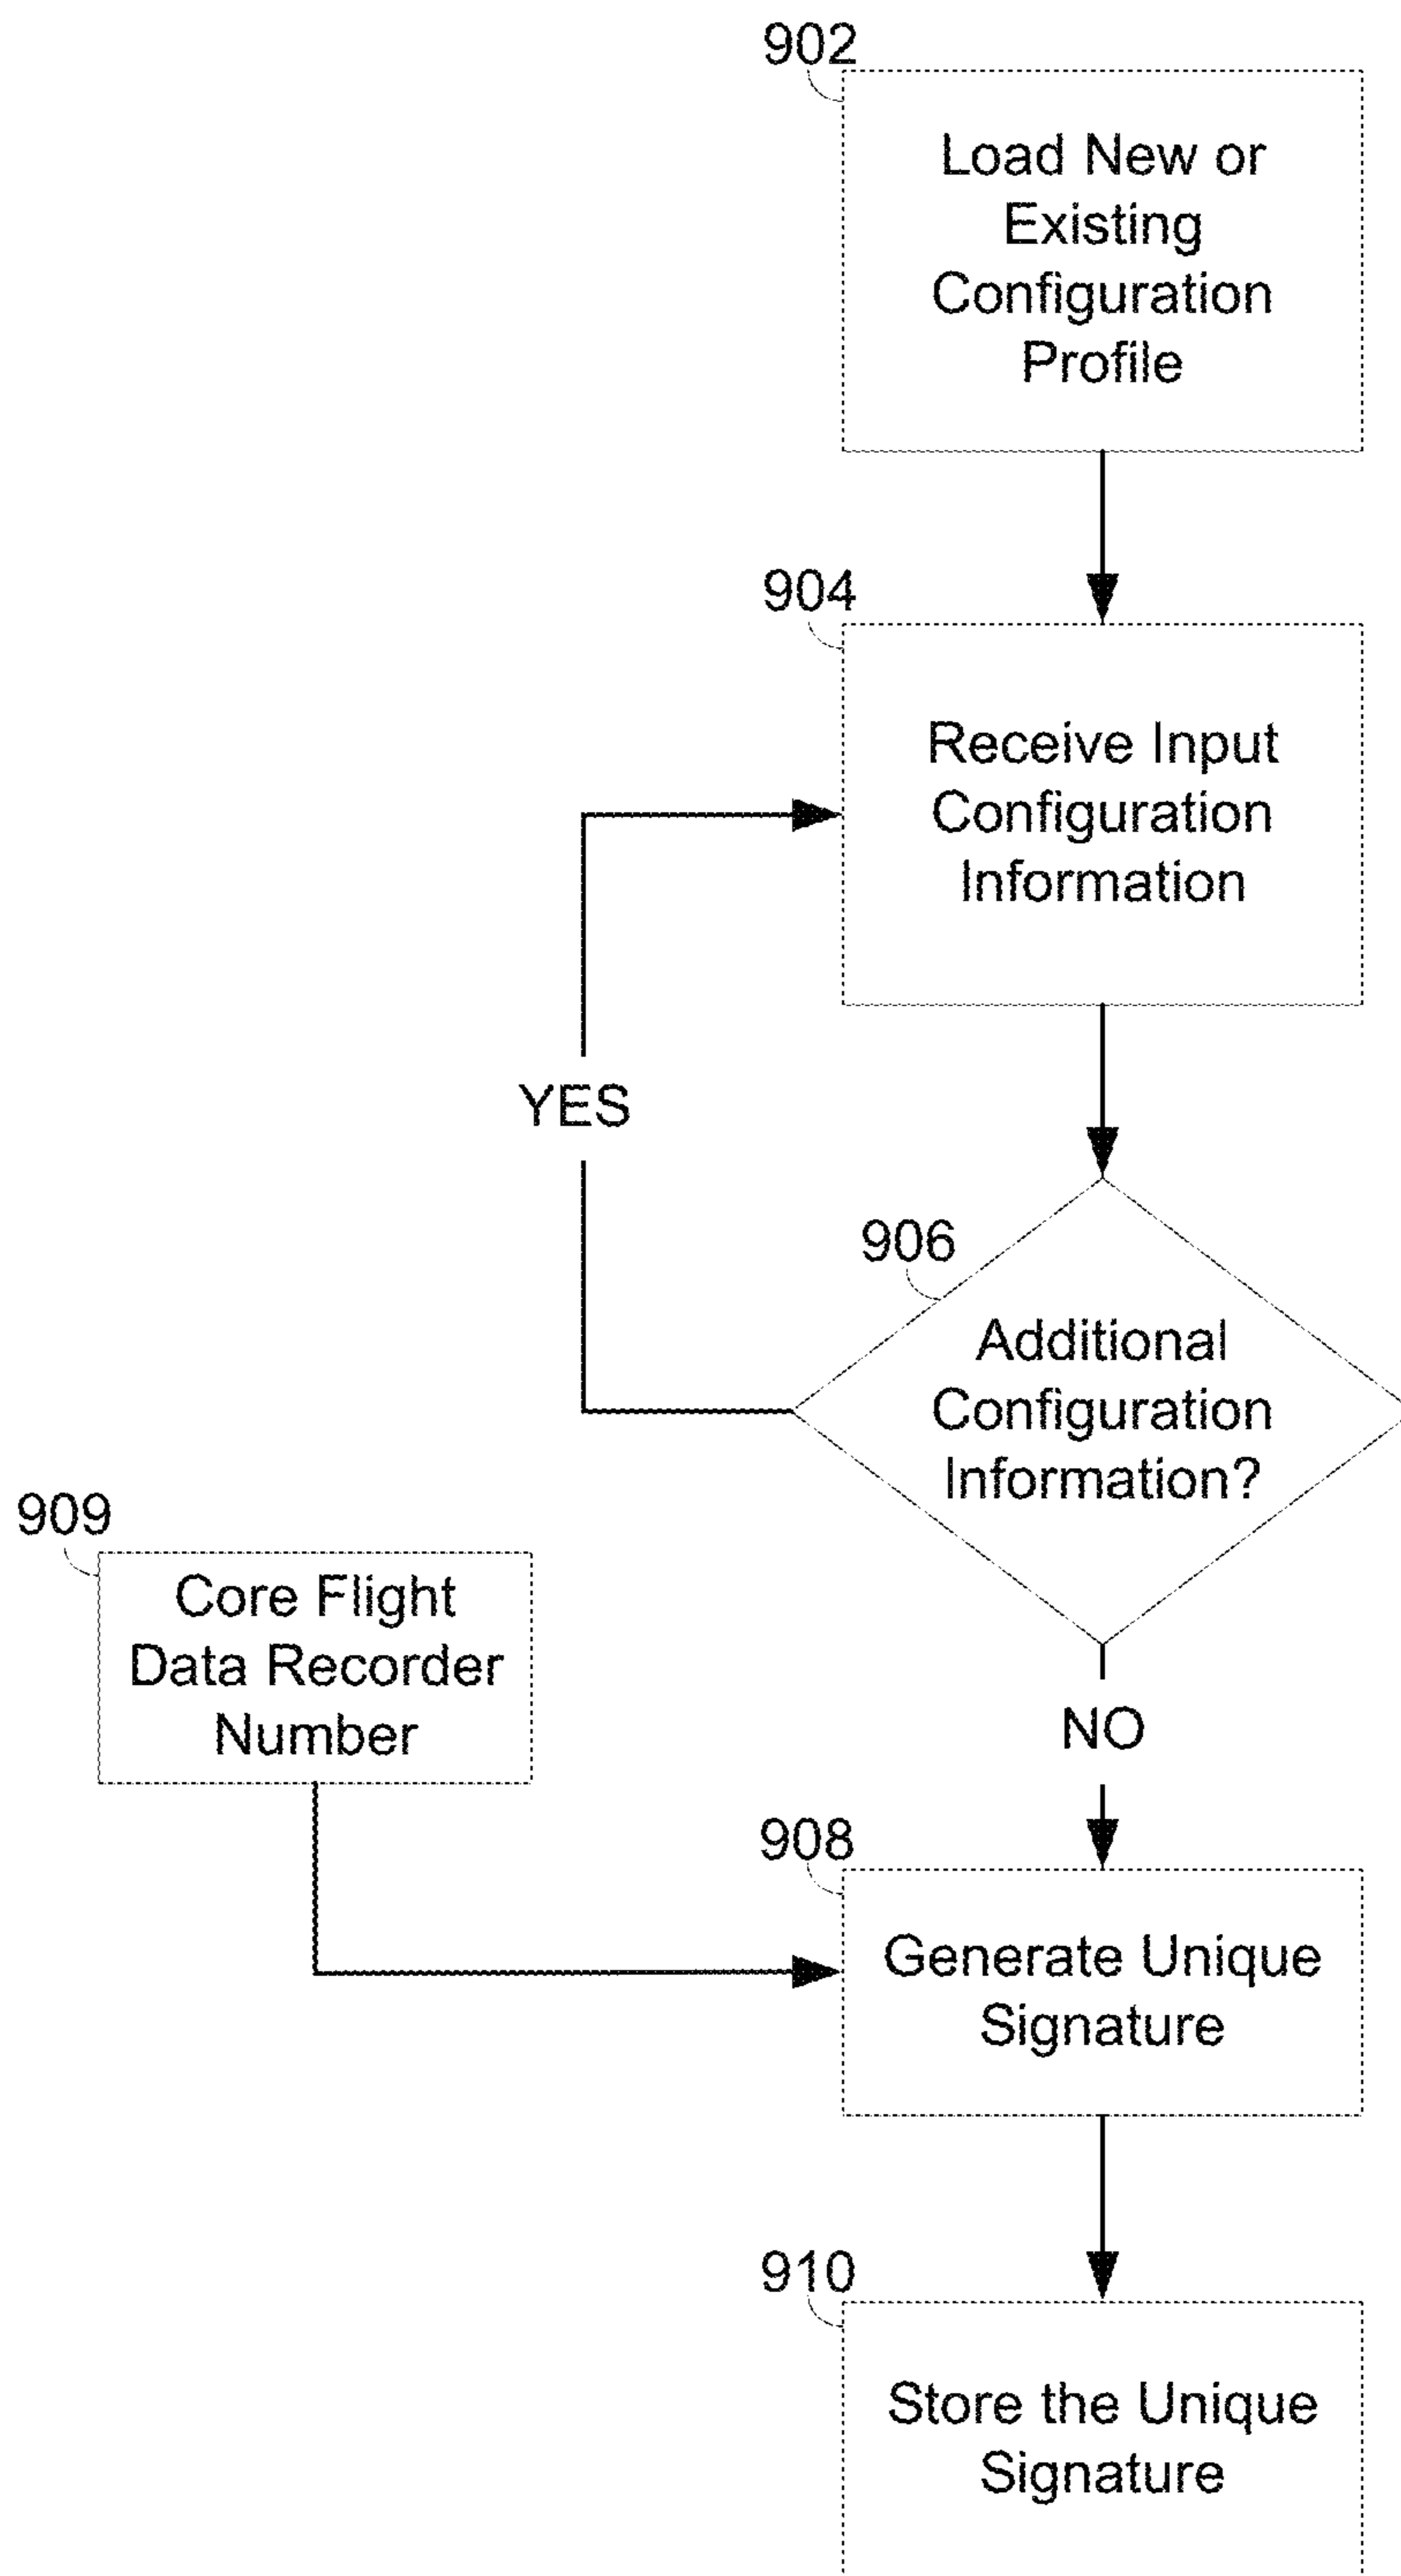 902
Load New or
Existing
Configuration
Profile
904
Receive Input
Configuration
Information
YES
906
Additional
Configuration
Information?
909
Core Flight
Data Recorder
Number
NO
908
Generate Unique
Signature
910
Store the Unique
Signature